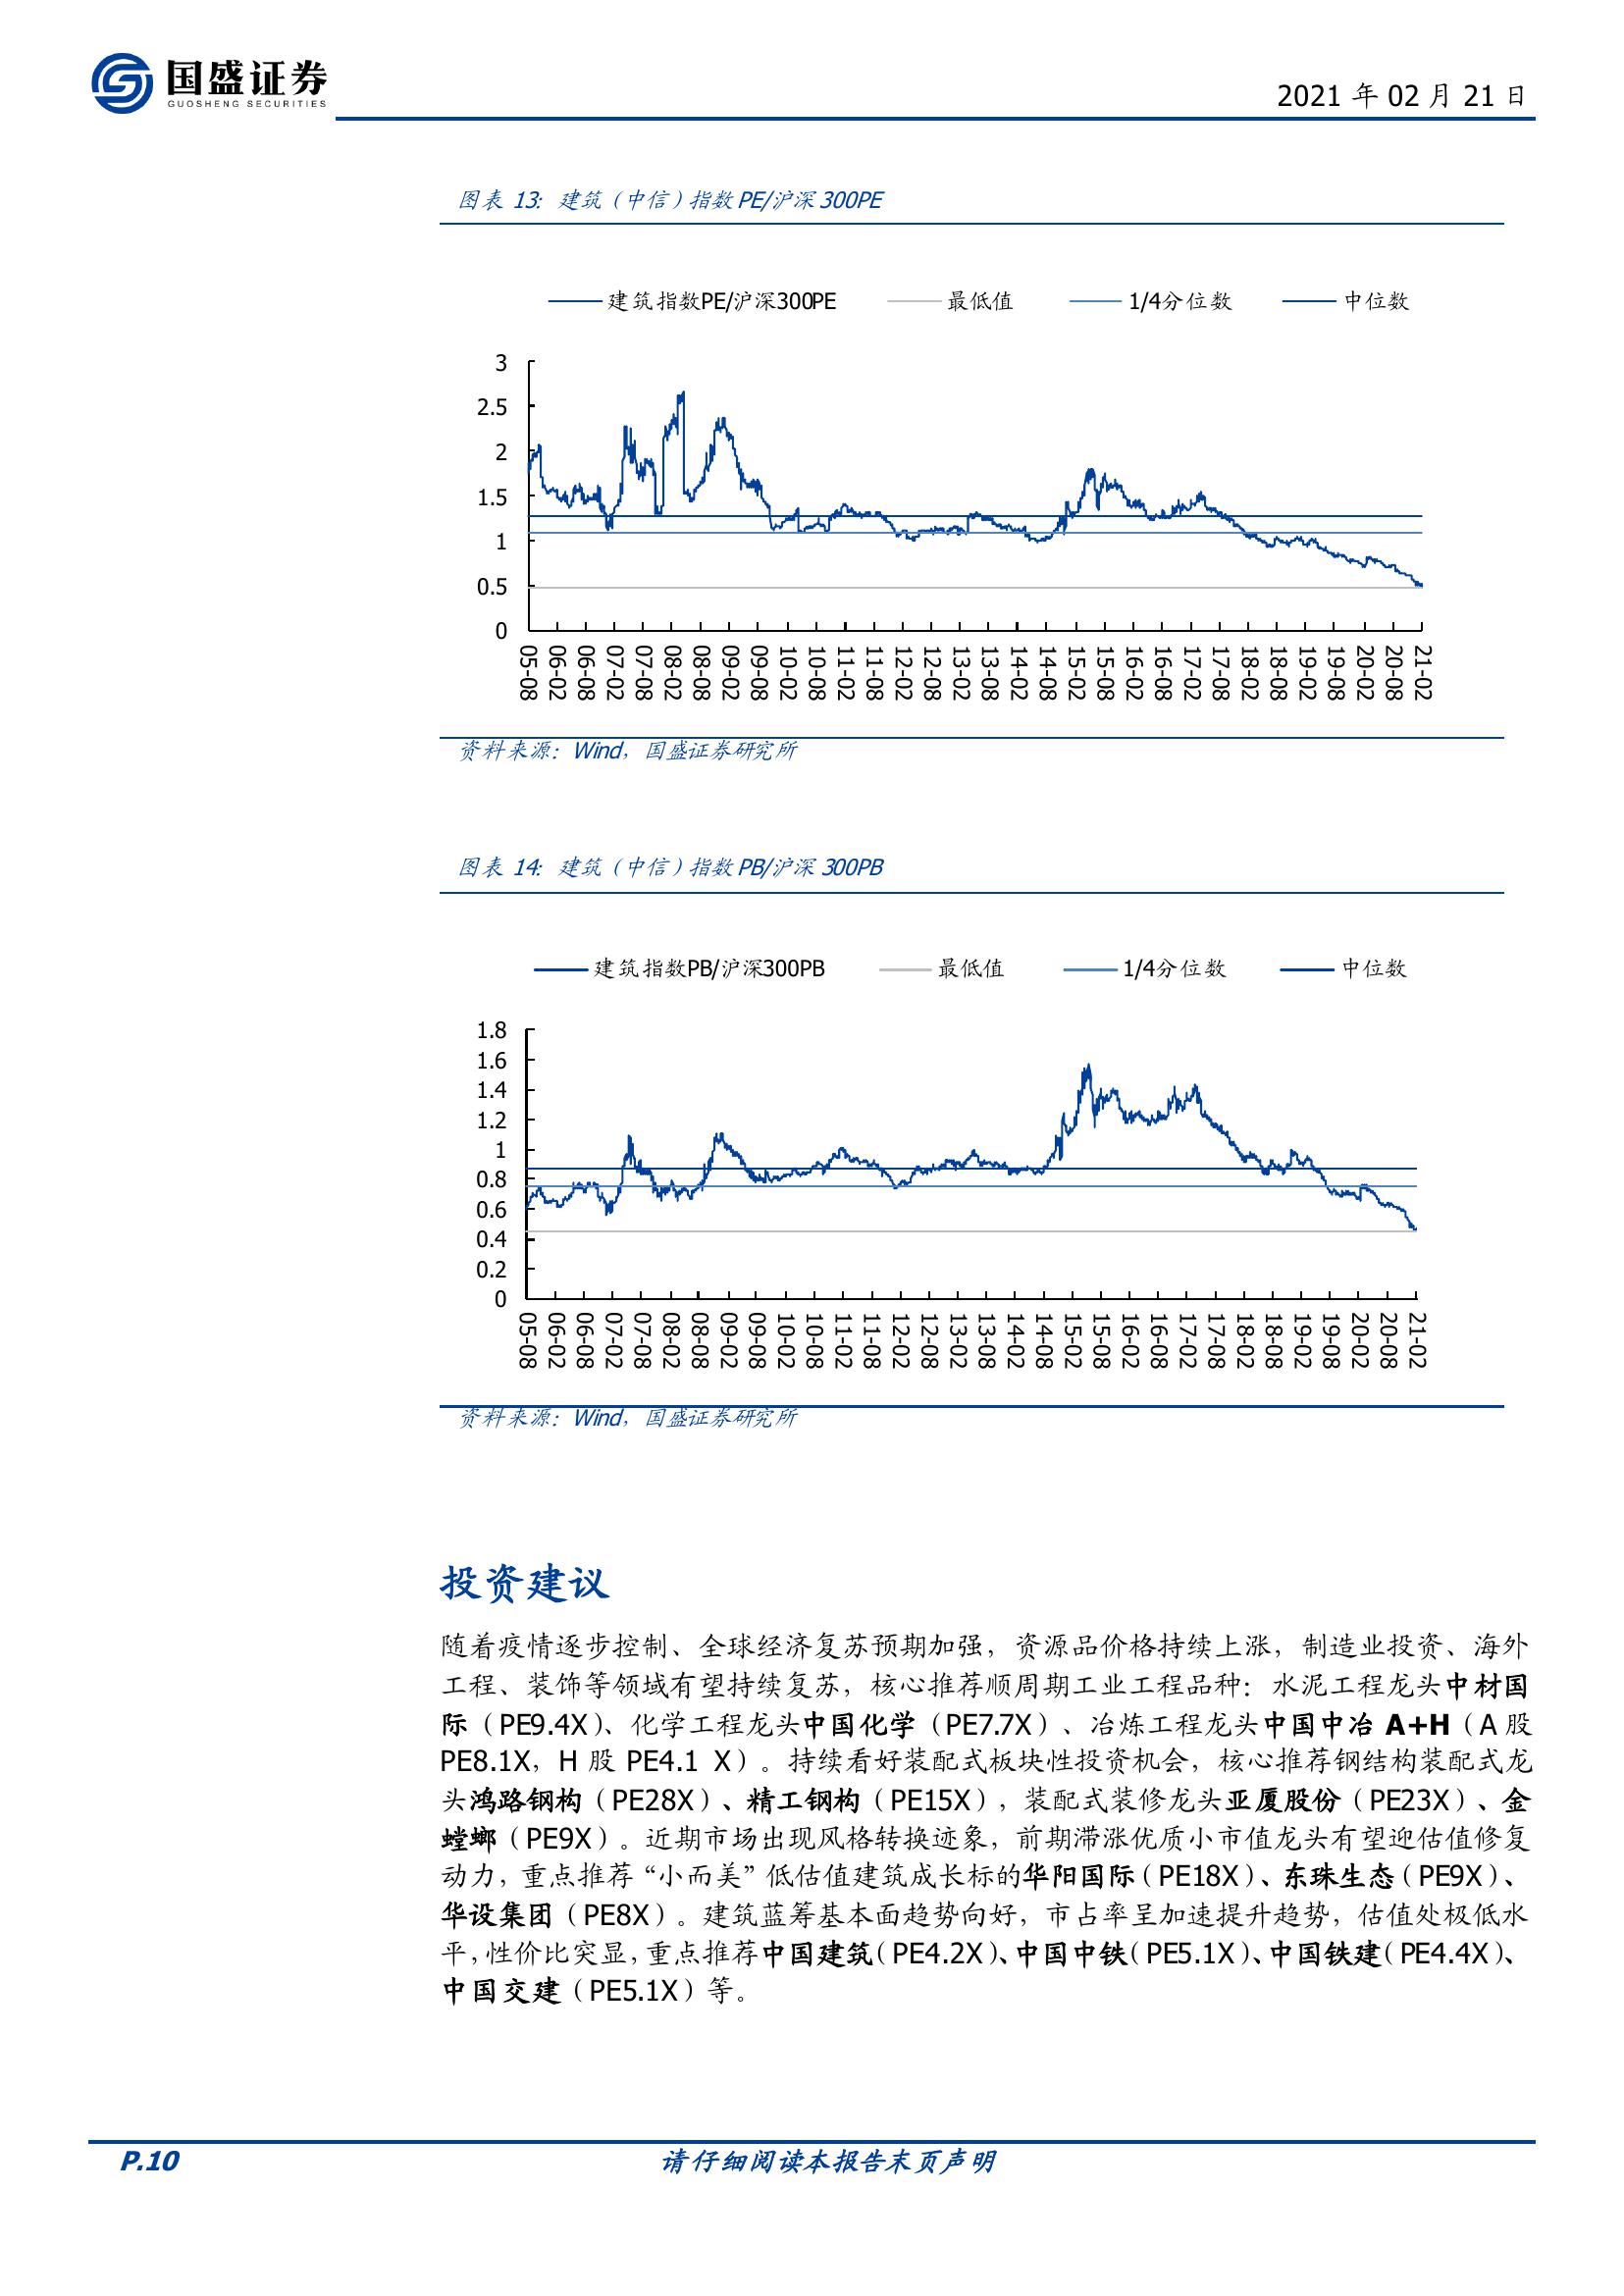 国盛证券
GUOSHENG SECURITIES
2021 年 02 月 21 日
图表 13: 建筑（中信）指数 PE/沪深 300PE
建筑指数PE/沪深300PE 最低值 1/4分位数 中位数
3
2.5
2
1.5
1
0.5
0
05-08 06-02 06-08 07-02 07-08 08-02 08-08 09-02 09-08 10-02 10-08 11-02 11-08 12-02 12-08 13-02 13-08 14-02 14-08 15-02 15-08 16-02 16-08 17-02 17-08 18-02 18-08 19-02 19-08 20-02 20-08 21-02
资料来源：Wind，国盛证券研究所
图表 14: 建筑（中信）指数 PB/沪深 300PB
建筑指数PB/沪深300PB 最低值 1/4分位数 中位数
1.8
1.6
1.4
1.2
1
0.8
0.6
0.4
0.2
0
05-08 06-02 06-08 07-02 07-08 08-02 08-08 09-02 09-08 10-02 10-08 11-02 11-08 12-02 12-08 13-02 13-08 14-02 14-08 15-02 15-08 16-02 16-08 17-02 17-08 18-02 18-08 19-02 19-08 20-02 20-08 21-02
资料来源：Wind，国盛证券研究所
投资建议
随着疫情逐步控制、全球经济复苏预期加强，资源品价格持续上涨，制造业投资、海外
工程、装饰等领域有望持续复苏，核心推荐顺周期工业工程品种：水泥工程龙头中材国
际（PE9.4X）、化学工程龙头中国化学（PE7.7X）、冶炼工程龙头中国中冶 A+H（A 股
PE8.1X，H 股 PE4.1 X）。持续看好装配式板块性投资机会，核心推荐钢结构装配式龙
头鸿路钢构（PE28X）、精工钢构（PE15X），装配式装修龙头亚厦股份（PE23X）、金
螳螂（PE9X）。近期市场出现风格转换迹象，前期滞涨优质小市值龙头有望迎估值修复
动力，重点推荐“小而美”低估值建筑成长标的华阳国际（PE18X）、东珠生态（PE9X）、
华设集团（PE8X）。建筑蓝筹基本面趋势向好，市占率呈加速提升趋势，估值处极低水
平，性价比突显，重点推荐中国建筑（PE4.2X）、中国中铁（PE5.1X）、中国铁建（PE4.4X）、
中国交建（PE5.1X）等。
P.10 请仔细阅读本报告末页声明